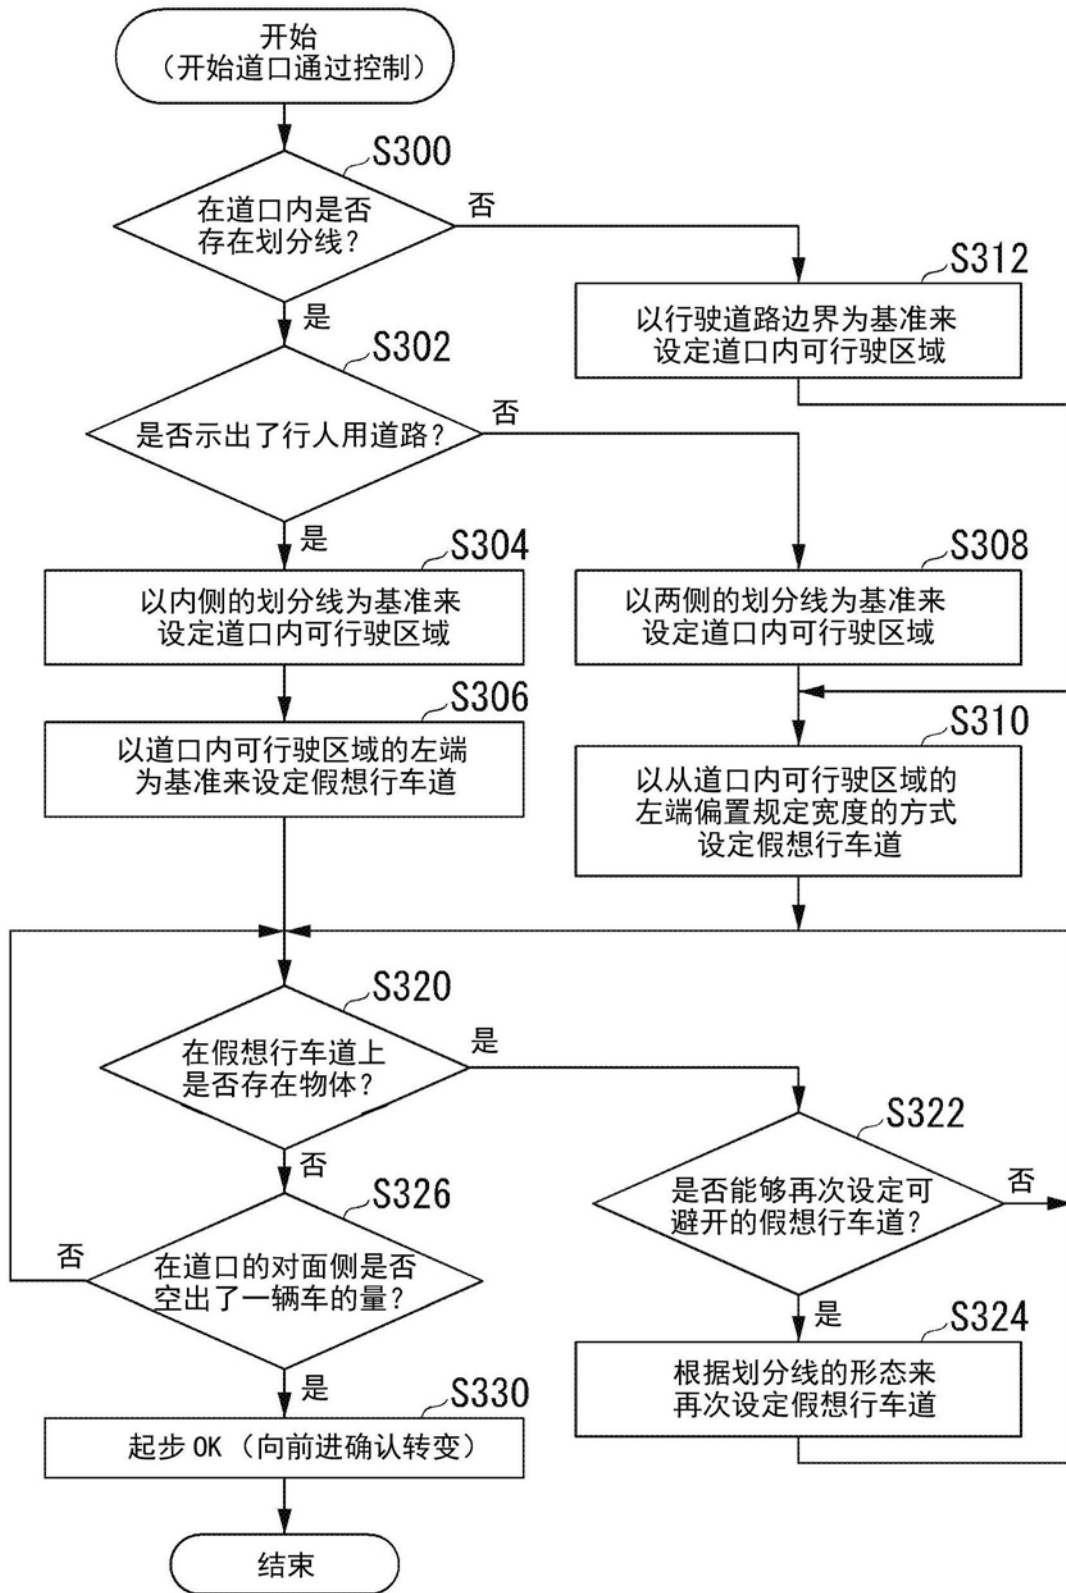 开始
（开始道口通过控制）
S300
在道口内是否
存在划分线？
否
是
S312
以行驶道路边界为基准来
设定道口内可行驶区域
S302
是否示出了行人用道路？
否
是
S304
以内侧的划分线为基准来
设定道口内可行驶区域
S308
以两侧的划分线为基准来
设定道口内可行驶区域
S306
以道口内可行驶区域的左端
为基准来设定假想行车道
S310
以从道口内可行驶区域的
左端偏置规定宽度的方式
设定假想行车道
S320
在假想行车道上
是否存在物体？
是
否
S322
是否能够再次设定可
避开的假想行车道？
否
是
S326
在道口的对面侧是否
空出了一辆车的量？
否
是
S324
根据划分线的形态来
再次设定假想行车道
S330
起步 OK（向前进确认转变）
结束